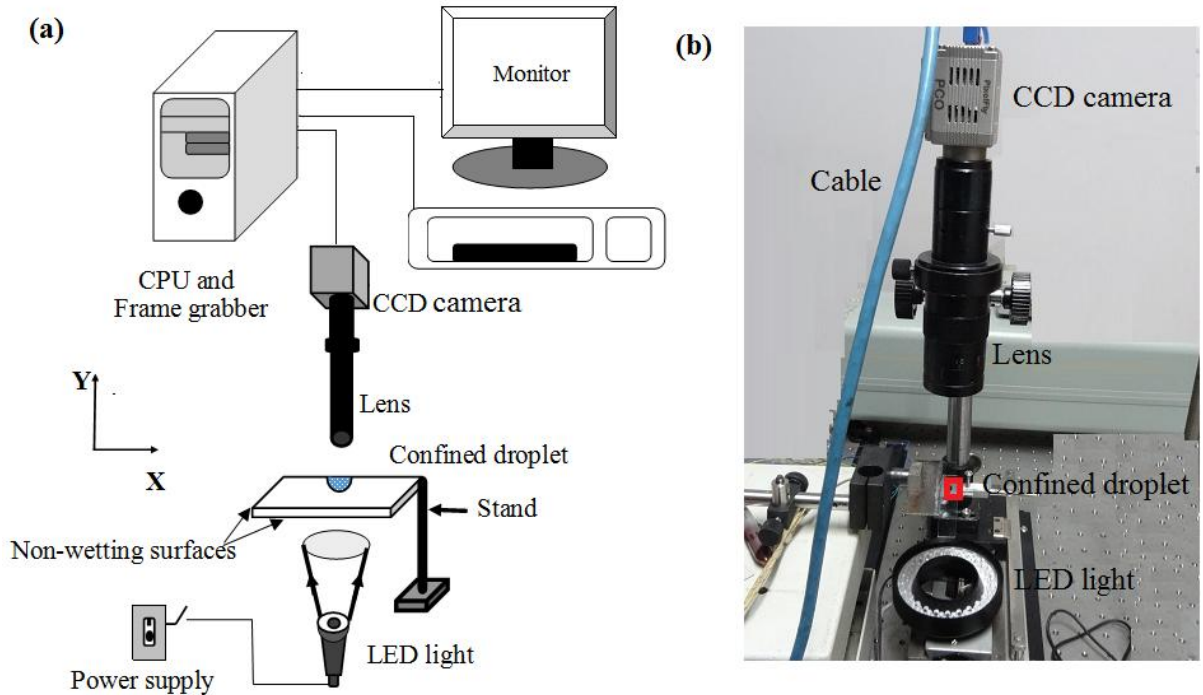 (a)
Monitor
CPU and
Frame grabber
CCD camera
Lens
Y
X
Confined droplet
Stand
Non-wetting surfaces
LED light
Power supply
(b)
PCO
Pixelfly
CCD camera
Cable
Lens
Confined droplet
LED light